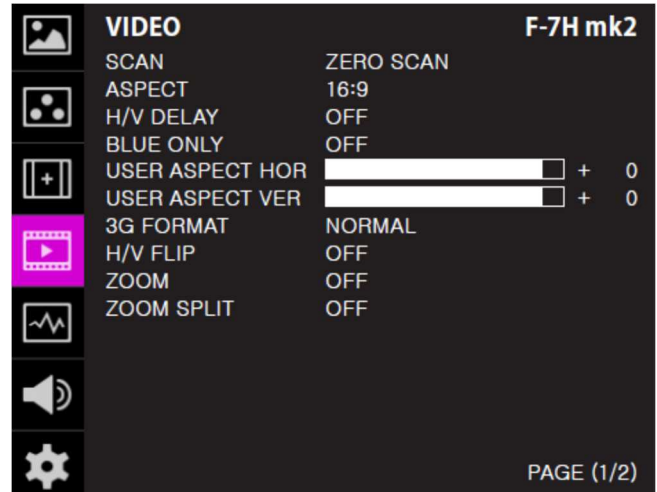 VIDEO F-7H mk2
SCAN ZERO SCAN
ASPECT 16:9
H/V DELAY OFF
BLUE ONLY OFF
USER ASPECT HOR + 0
USER ASPECT VER + 0
3G FORMAT NORMAL
H/V FLIP OFF
ZOOM OFF
ZOOM SPLIT OFF
PAGE (1/2)